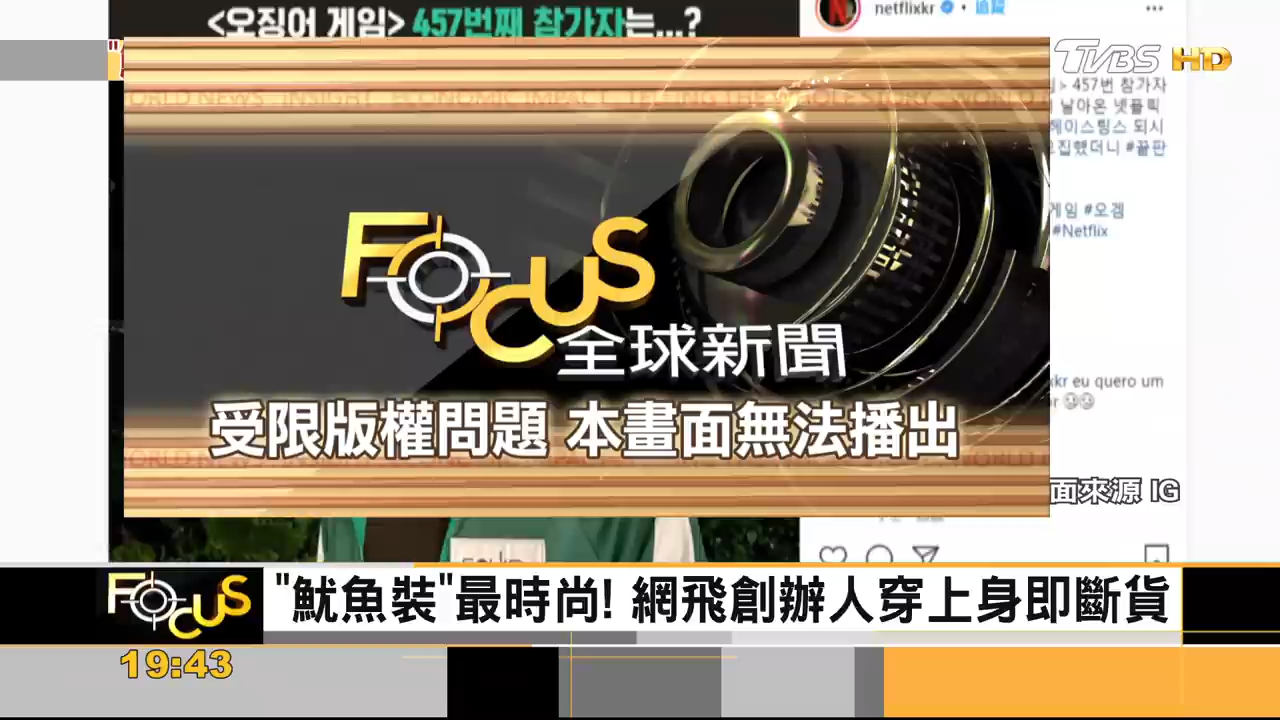 <오징어 게임> 457번째 참가자는...?
netflixkr • 追蹤
TVBS HD
457번 참가자
날아온 넷플릭
헤이스팅스 되시
했더니 #끝판
게임 #오겜
#Netflix
FOCUS
全球新聞
受限版權問題 本畫面無法播出
eu quero um
面來源 IG
FOCUS
"魷魚裝"最時尚! 網飛創辦人穿上身即斷貨
19:43